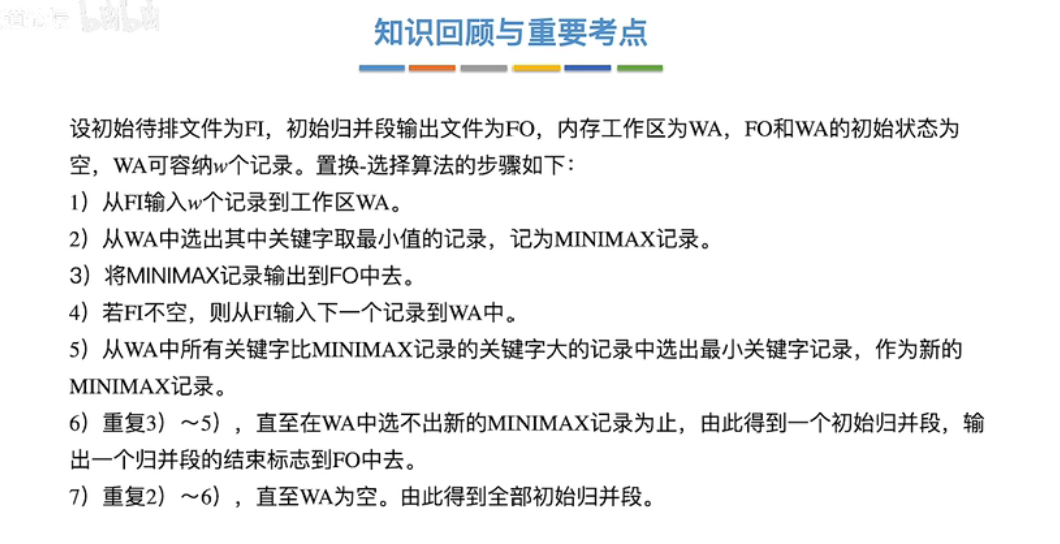 知识回顾与重要考点
设初始待排文件为FI，初始归并段输出文件为FO，内存工作区为WA，FO和WA的初始状态为
空，WA可容纳w个记录。置换-选择算法的步骤如下：
1）从FI输入w个记录到工作区WA。
2）从WA中选出其中关键字取最小值的记录，记为MINIMAX记录。
3）将MINIMAX记录输出到FO中去。
4）若FI不空，则从FI输入下一个记录到WA中。
5）从WA中所有关键字比MINIMAX记录的关键字大的记录中选出最小关键字记录，作为新的
MINIMAX记录。
6）重复3）～5），直至在WA中选不出新的MINIMAX记录为止，由此得到一个初始归并段，输
出一个归并段的结束标志到FO中去。
7）重复2）～6），直至WA为空。由此得到全部初始归并段。